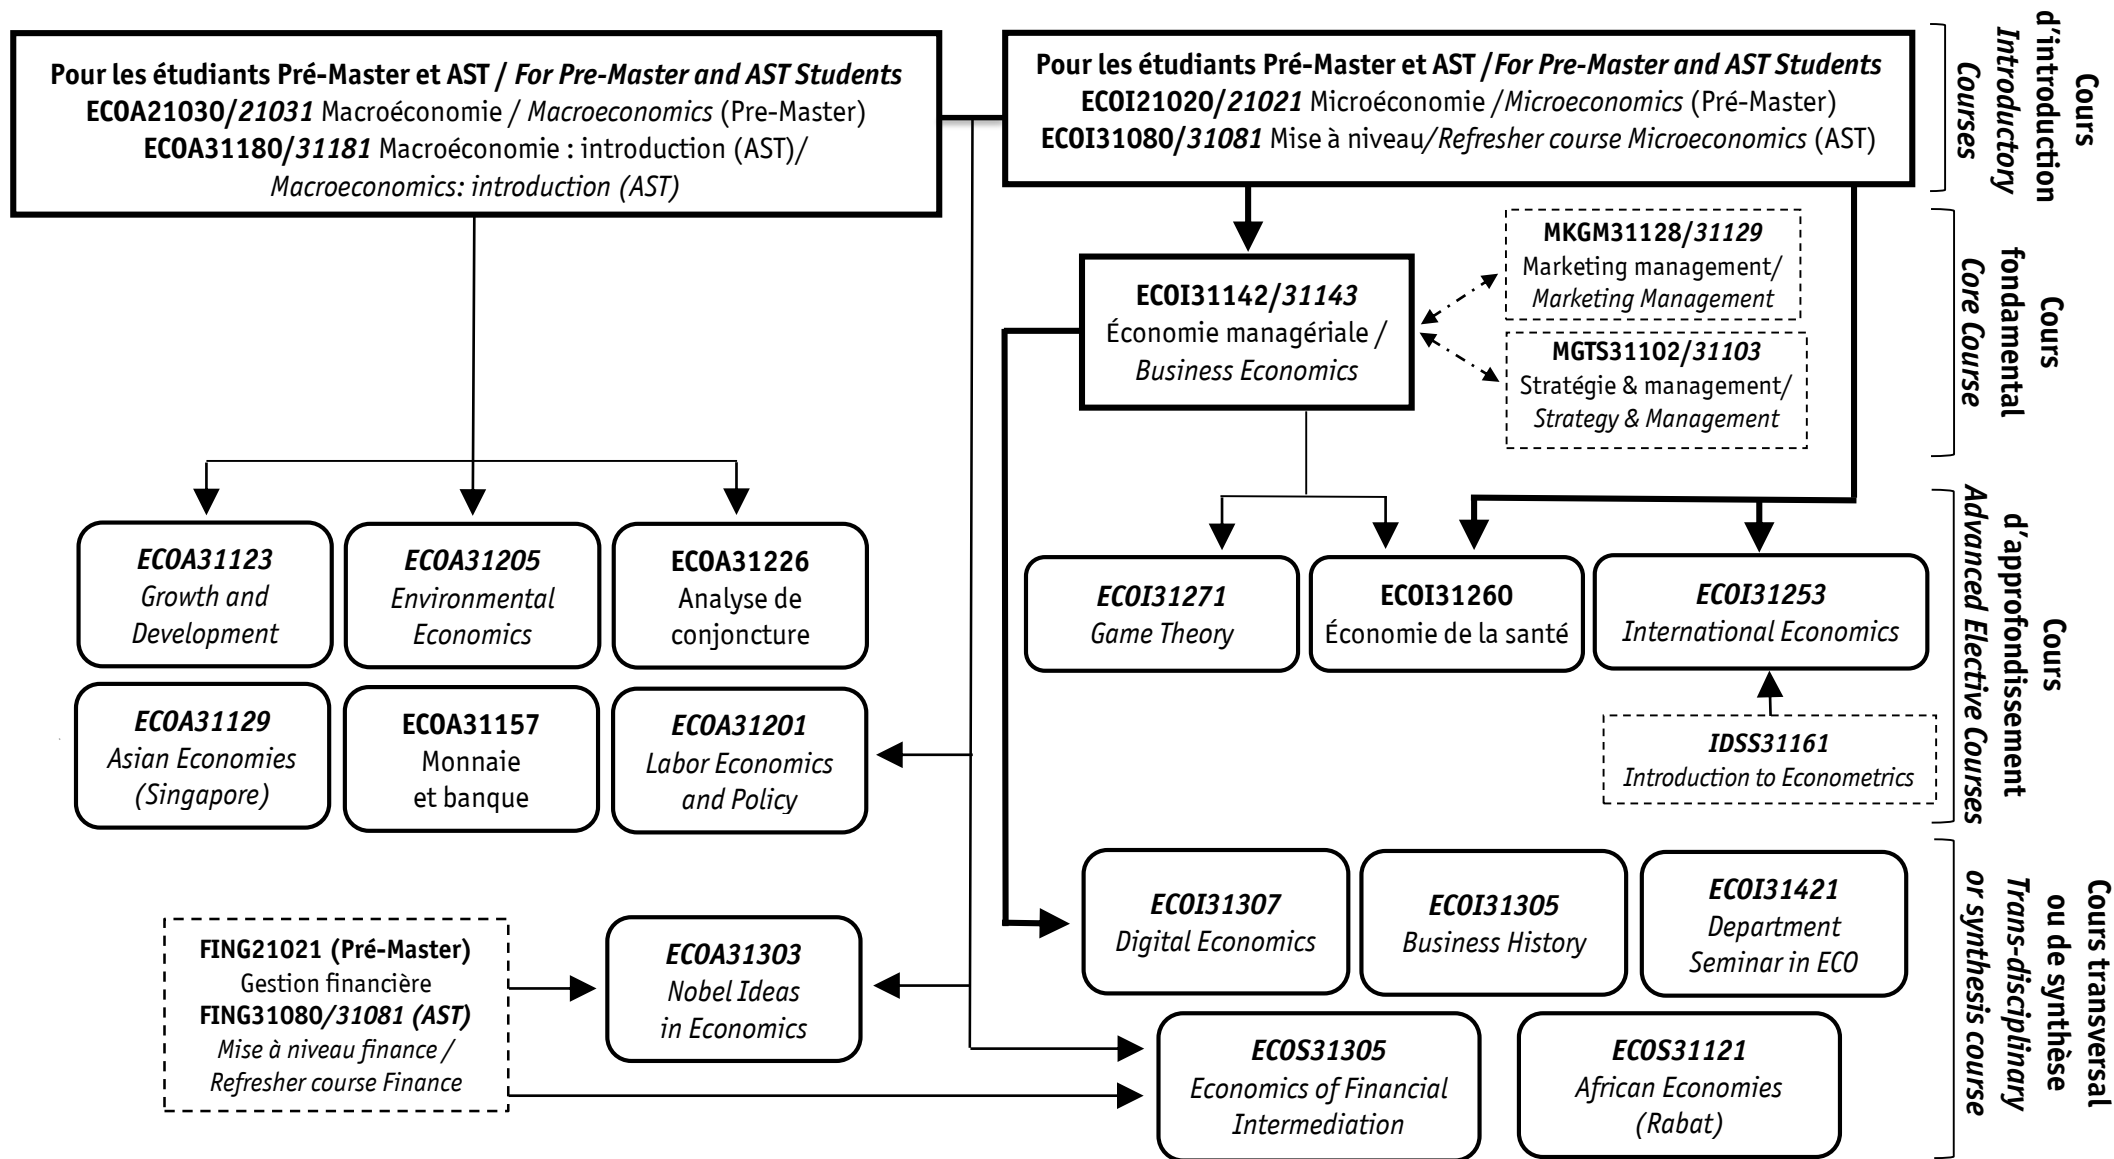 Pour les étudiants Pré-Master et AST / For Pre-Master and AST Students
ECOA21030/21031 Macroéconomie / Macroeconomics (Pre-Master)
ECOA31180/31181 Macroéconomie : introduction (AST)/
Macroeconomics: introduction (AST)
Pour les étudiants Pré-Master et AST /For Pre-Master and AST Students
ECOI21020/21021 Microéconomie /Microeconomics (Pré-Master)
ECOI31080/31081 Mise à niveau/Refresher course Microeconomics (AST)
Cours
d'introduction
Introductory
Courses
ECOI31142/31143
Économie managériale /
Business Economics
MKGM31128/31129
Marketing management/
Marketing Management
MGTS31102/31103
Stratégie & management/
Strategy & Management
Cours
fondamental
Core Course
ECOA31123
Growth and
Development
ECOA31205
Environmental
Economics
ECOA31226
Analyse de
conjoncture
ECOA31129
Asian Economies
(Singapore)
ECOA31157
Monnaie
et banque
ECOA31201
Labor Economics
and Policy
ECOI31271
Game Theory
ECOI31260
Économie de la santé
ECOI31253
International Economics
IDSS31161
Introduction to Econometrics
Cours
d'approfondissement
Advanced Elective Courses
FING21021 (Pré-Master)
Gestion financière
FING31080/31081 (AST)
Mise à niveau finance /
Refresher course Finance
ECOA31303
Nobel Ideas
in Economics
ECOI31307
Digital Economics
ECOI31305
Business History
ECOI31421
Department
Seminar in ECO
ECOS31305
Economics of Financial
Intermediation
ECOS31121
African Economies
(Rabat)
Cours transversal
ou de synthèse
Trans-disciplinary
or synthesis course